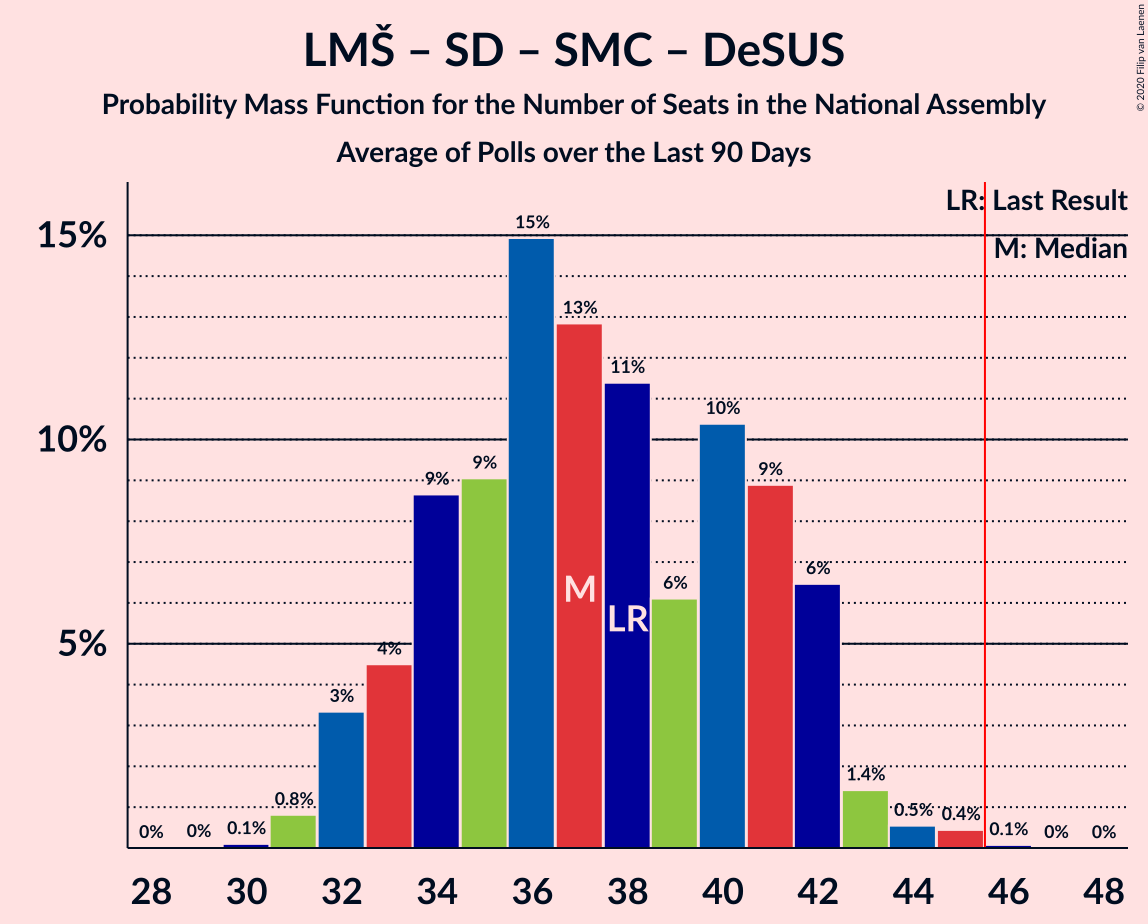 LMŠ – SD – SMC – DeSUS
Probability Mass Function for the Number of Seats in the National Assembly
Average of Polls over the Last 90 Days
© 2020 Filip van Laenen
LR: Last Result
M: Median
15%
10%
5%
0%
0%
0.1%
0.8%
3%
4%
9%
9%
15%
13%
11%
6%
10%
9%
6%
1.4%
0.5%
0.4%
0.1%
0%
0%
M
LR
28 30 32 34 36 38 40 42 44 46 48